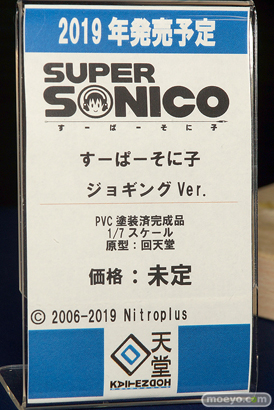 2019年発売予定
SUPER
SONICO
すーぱーそに子
すーぱーそに子
ジョギングVer.
PVC塗装済完成品
1/7スケール
原型：回天堂
価格：未定
© 2006-2019 Nitroplus
天
堂
KAITENDOH
moeyo.com